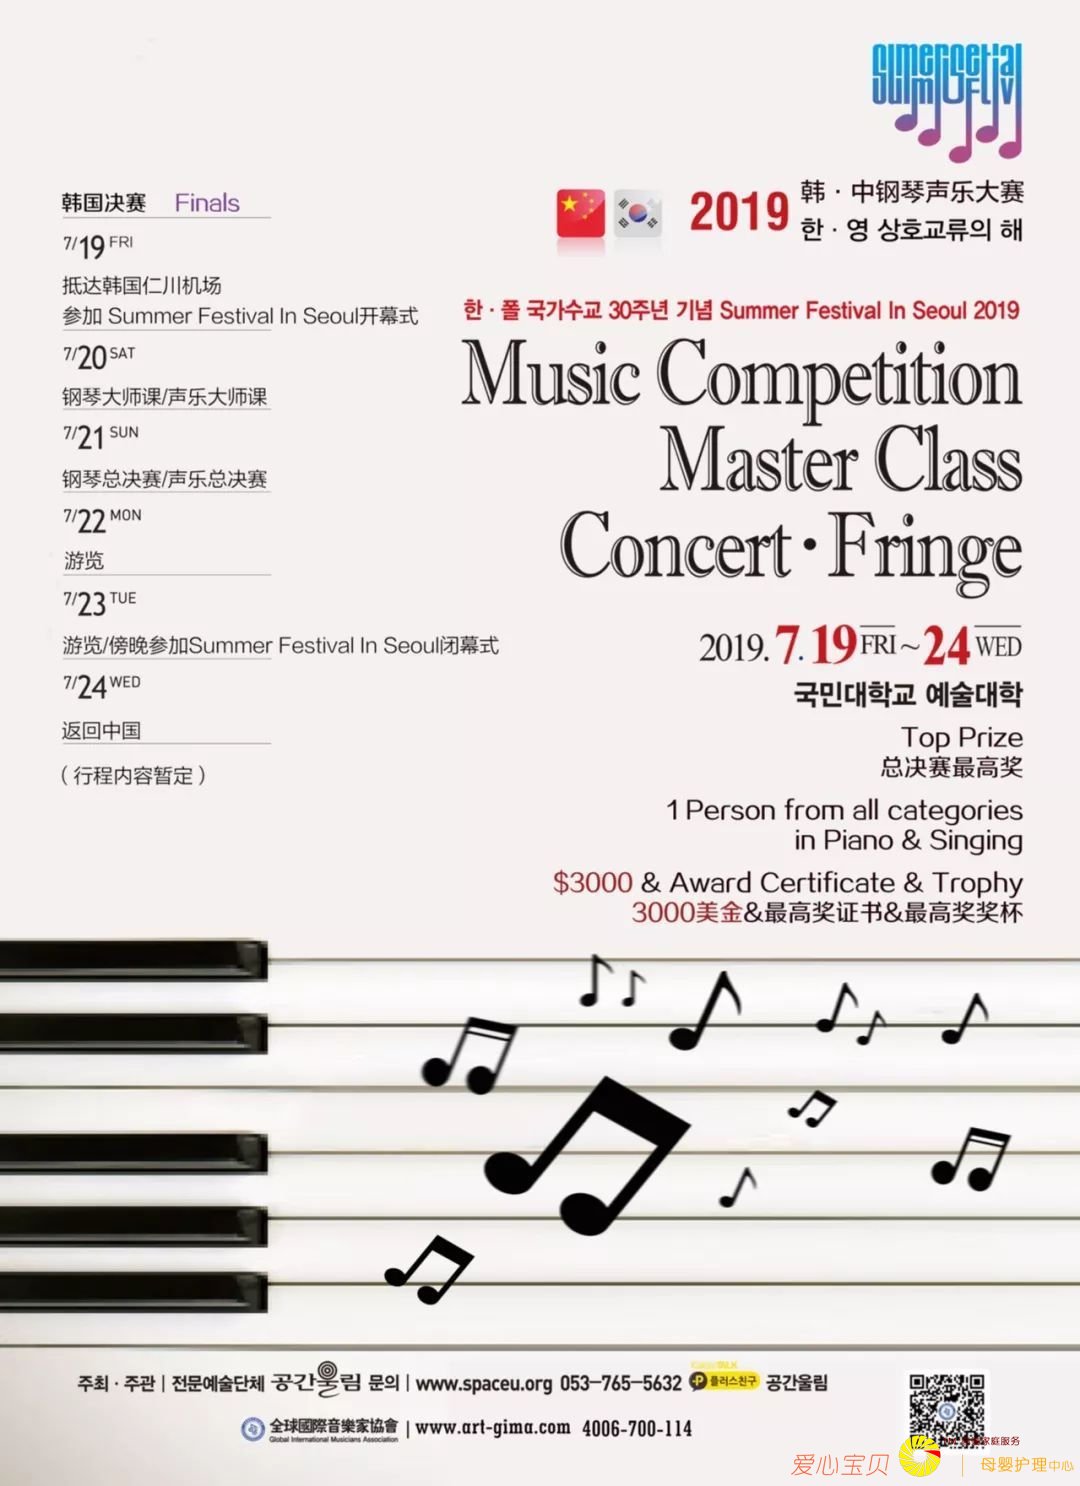 韩国决赛 Finals
7/19 FRI
抵达韩国仁川机场
参加 Summer Festival In Seoul开幕式
7/20 SAT
钢琴大师课/声乐大师课
7/21 SUN
钢琴总决赛/声乐总决赛
7/22 MON
游览
7/23 TUE
游览/傍晚参加Summer Festival In Seoul闭幕式
7/24 WED
返回中国
（行程内容暂定）
2019 韩·中钢琴声乐大赛
한·영 상호교류의 해
한·폴 국가수교 30주년 기념 Summer Festival In Seoul 2019
Music Competition
Master Class
Concert·Fringe
2019.7.19 FRI~24 WED
국민대학교 예술대학
Top Prize
总决赛最高奖
1 Person from all categories
in Piano & Singing
$3000 & Award Certificate & Trophy
3000美金&最高奖证书&最高奖奖杯
주최·주관 | 전문예술단체 공간울림 문의 | www.spaceu.org 053-765-5632 플러스친구 공간울림
全球國際音樂家協會 | www.art-gima.com 4006-700-114
Global International Musicians Association
家庭服务
爱心宝贝 | 母婴护理中心